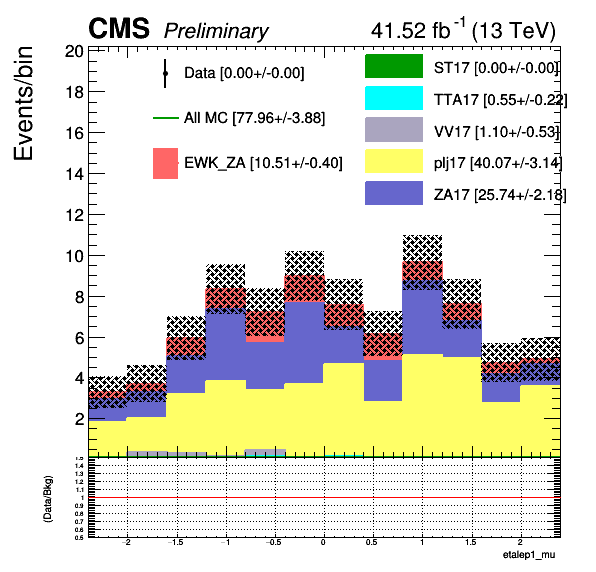 CMS Preliminary 41.52 fb⁻¹ (13 TeV)
Events/bin
20
18
16
14
12
10
8
6
4
2
Data [0.00+/-0.00]
All MC [77.96+/-3.88]
EWK_ZA [10.51+/-0.40]
ST17 [0.00+/-0.00]
TTA17 [0.55+/-0.22]
VV17 [1.10+/-0.53]
plj17 [40.07+/-3.14]
ZA17 [25.74+/-2.18]
(Data/Bkg)
1.5
1.4
1.3
1.2
1.1
1
0.9
0.8
0.7
0.6
0.5
−2 −1.5 −1 −0.5 0 0.5 1 1.5 2
etalep1_mu